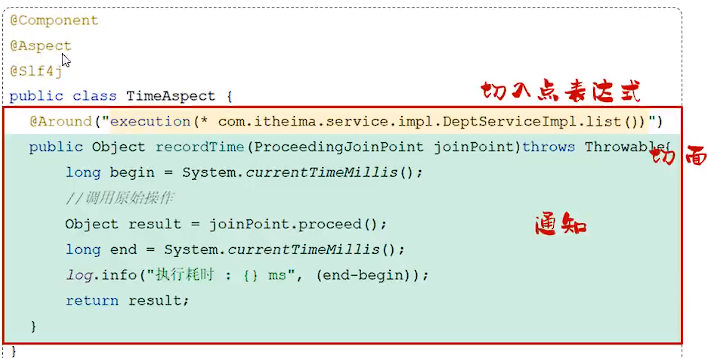 @Component
@Aspect
@Slf4j
public class TimeAspect {
切入点表达式
@Around("execution(* com.itheima.service.impl.DeptServiceImpl.list())")
public Object recordTime(ProceedingJoinPoint joinPoint)throws Throwable{
切面
long begin = System.currentTimeMillis();
//调用原始操作
Object result = joinPoint.proceed();
通知
long end = System.currentTimeMillis();
log.info("执行耗时 : {} ms", (end-begin));
return result;
}
}